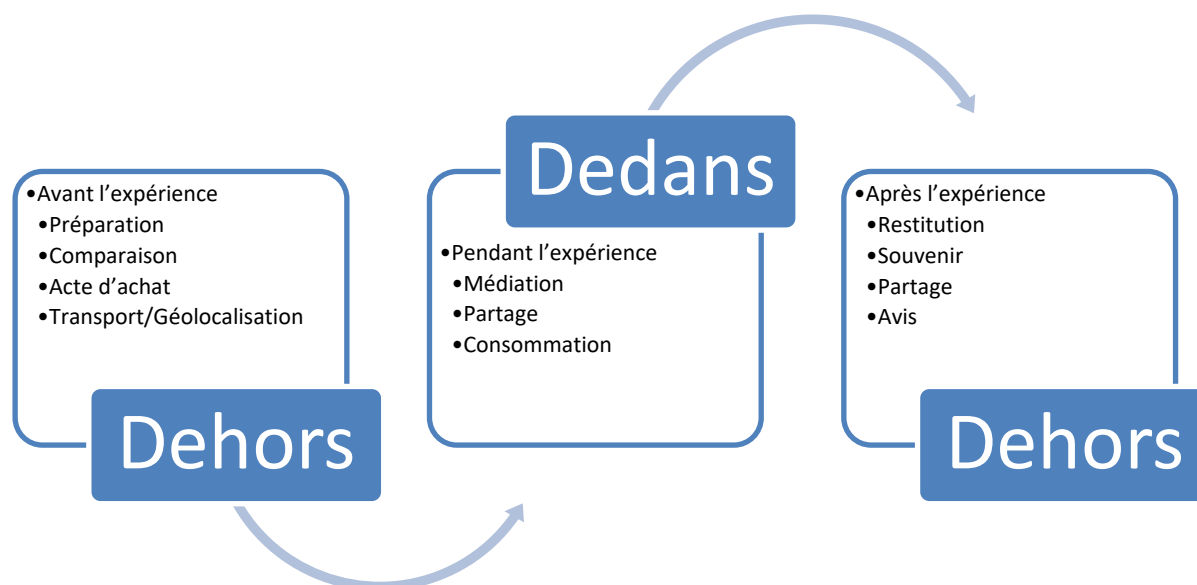 •Avant l’expérience
•Préparation
•Comparaison
•Acte d’achat
•Transport/Géolocalisation
Dehors
Dedans
•Pendant l’expérience
•Médiation
•Partage
•Consommation
•Après l’expérience
•Restitution
•Souvenir
•Partage
•Avis
Dehors